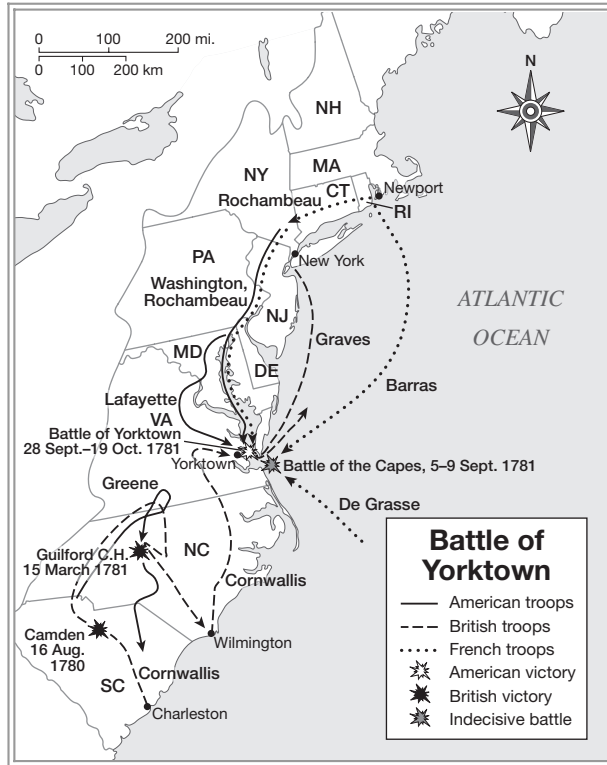 0 100 200 mi.
0 100 200 km
N
NH
NY
MA
CT
Newport
RI
Rochambeau
PA
New York
Washington,
Rochambeau
NJ
ATLANTIC
OCEAN
Graves
MD
DE
Barras
Lafayette
VA
Battle of Yorktown
28 Sept.–19 Oct. 1781
Yorktown
Battle of the Capes, 5–9 Sept. 1781
Greene
De Grasse
NC
Guilford C.H.
15 March 1781
Cornwallis
Camden
16 Aug.
1780
Wilmington
Cornwallis
SC
Charleston
Battle of
Yorktown
American troops
British troops
French troops
American victory
British victory
Indecisive battle